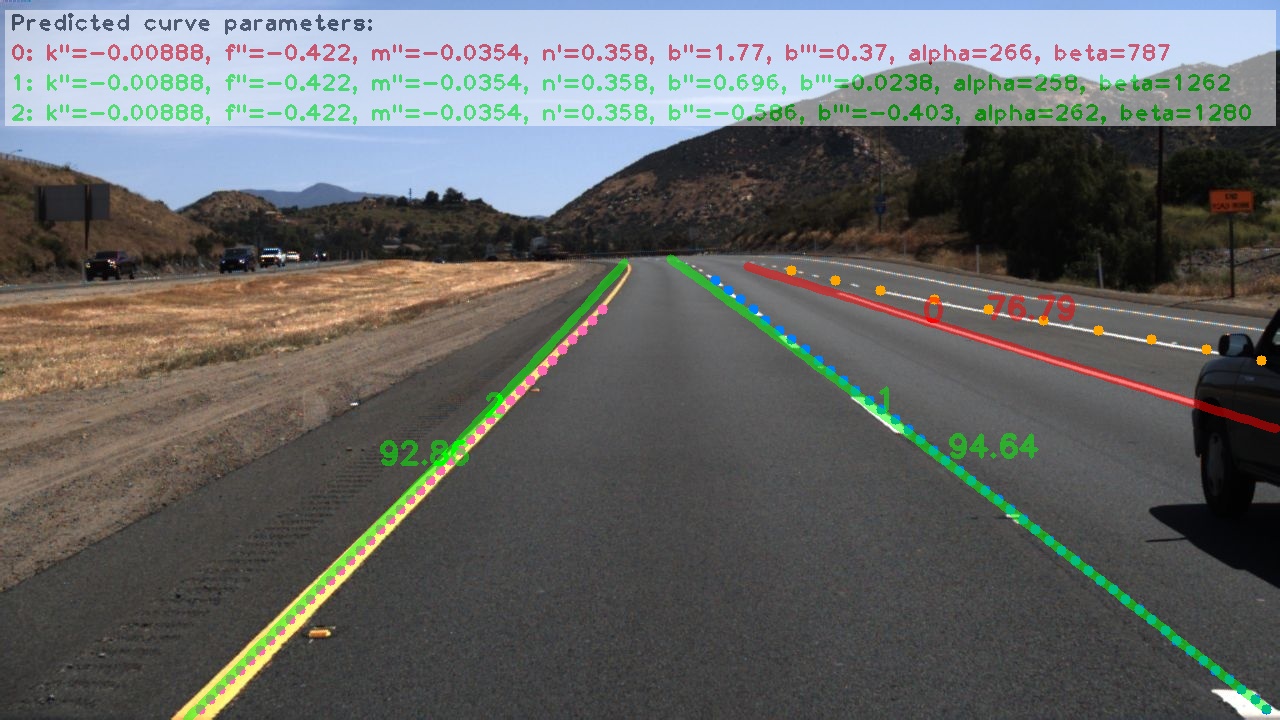 Predicted curve parameters:
0: k''=-0.00888, f''=-0.422, m''=-0.0354, n'=0.358, b''=1.77, b'''=0.37, alpha=266, beta=787
1: k''=-0.00888, f''=-0.422, m''=-0.0354, n'=0.358, b''=0.696, b'''=0.0238, alpha=258, beta=1262
2: k''=-0.00888, f''=-0.422, m''=-0.0354, n'=0.358, b''=-0.586, b'''=-0.403, alpha=262, beta=1280
END
ROAD WORK
0 76.79
2 1
92.86 94.64